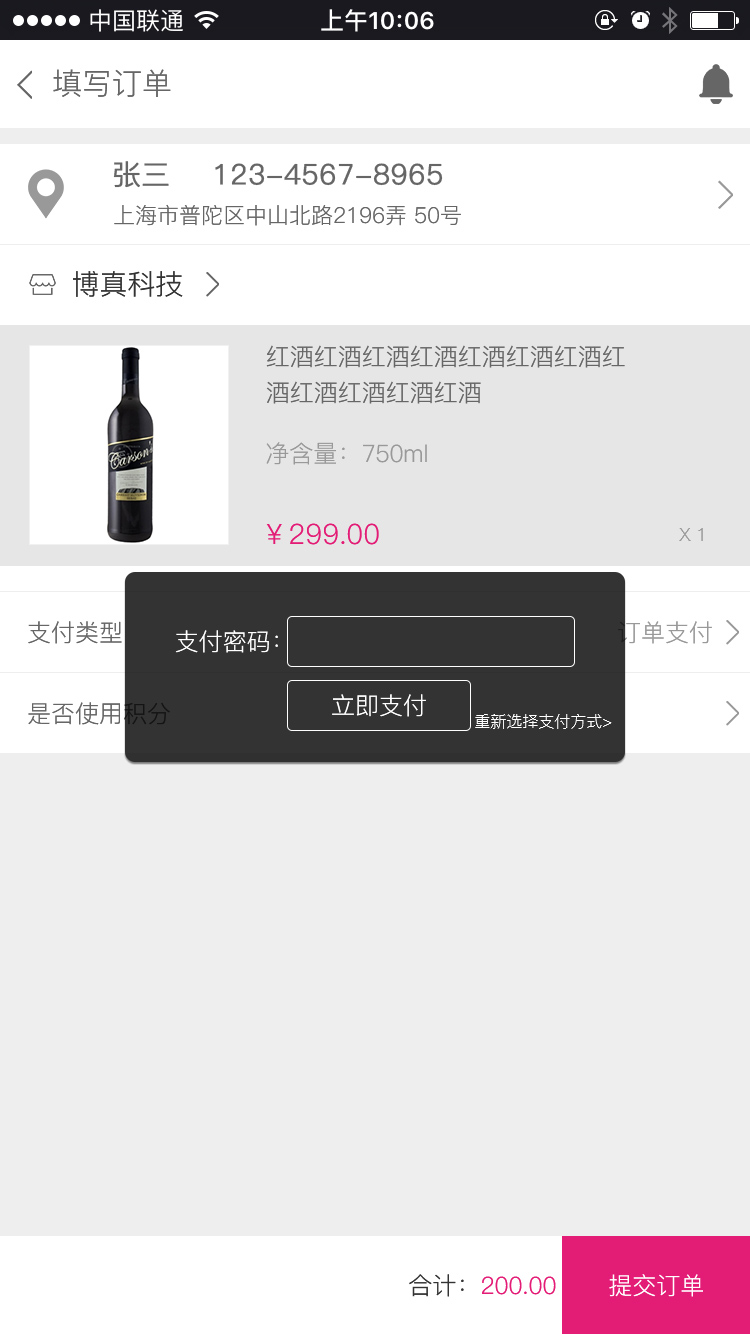 中国联通 上午10:06
填写订单
张三 123-4567-8965
上海市普陀区中山北路2196弄 50号
博真科技
红酒红酒红酒红酒红酒红酒红酒红
酒红酒红酒红酒红酒
Carson's
净含量：750ml
¥ 299.00 X 1
支付类型 订单支付
支付密码：
立即支付 重新选择支付方式>
是否使用积分
合计：200.00 提交订单